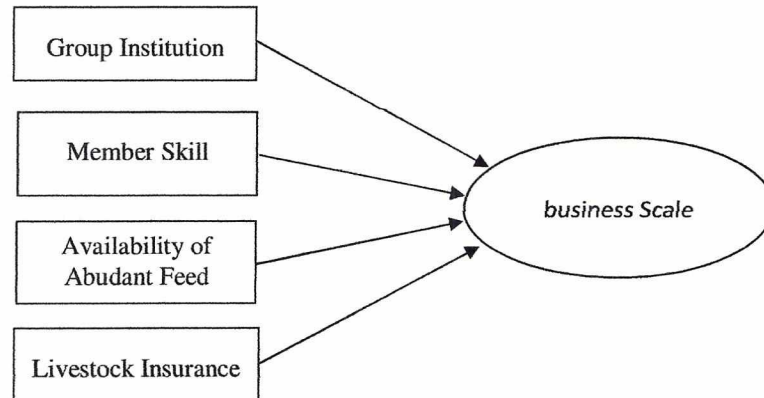 Group Institution
Member Skill
Availability of
Abudant Feed
Livestock Insurance
business Scale